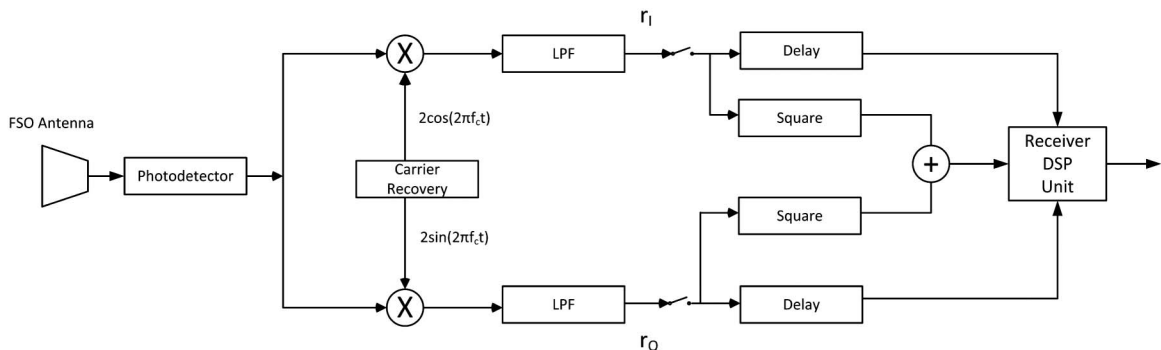 r_I
LPF
Delay
2cos(2πf_ct)
Square
FSO Antenna
Photodetector
Carrier
Recovery
Receiver
DSP
Unit
2sin(2πf_ct)
Square
LPF
Delay
r_Q
X
X
+